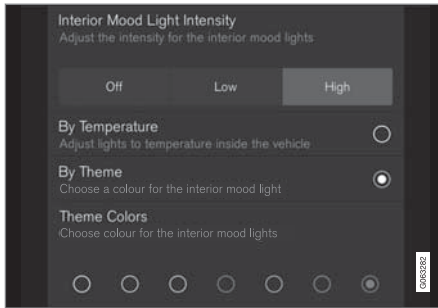 Interior Mood Light Intensity
Adjust the intensity for the interior mood lights
Off Low High
By Temperature
Adjust lights to temperature inside the vehicle
By Theme
Choose a colour for the interior mood light
Theme Colors
Choose colour for the interior mood lights
G063282